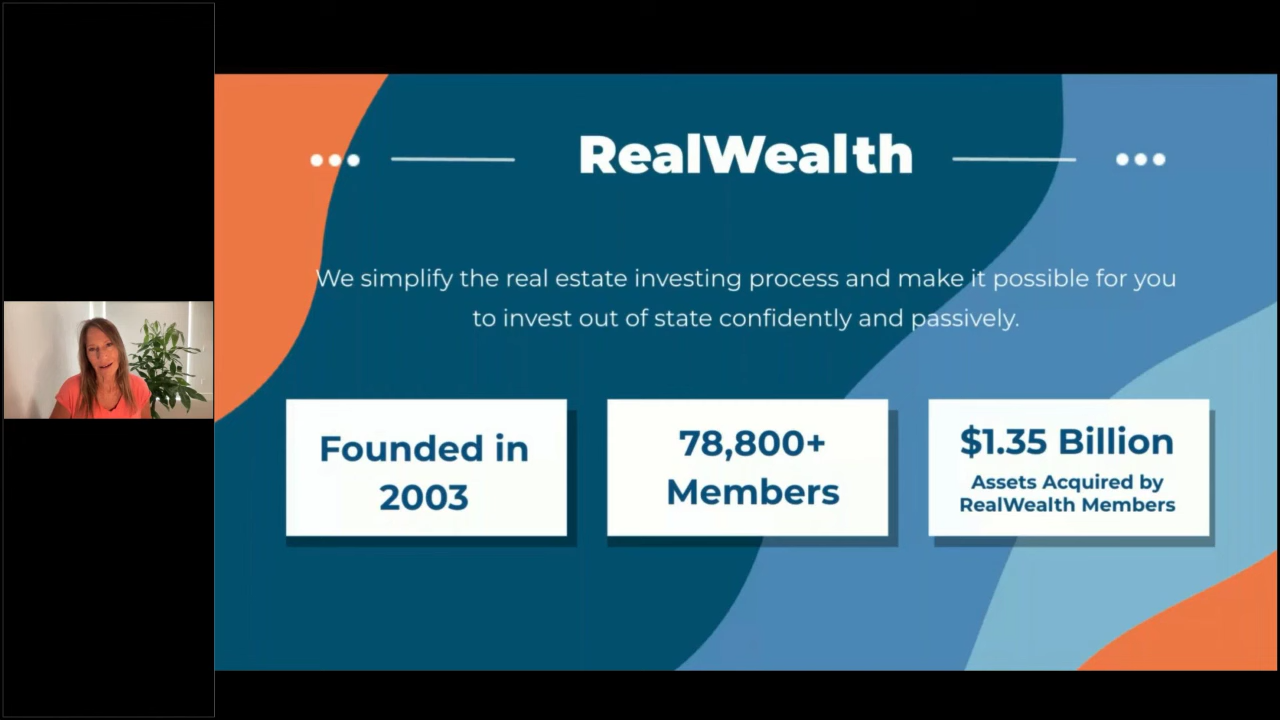 RealWealth
We simplify the real estate investing process and make it possible for you
to invest out of state confidently and passively.
Founded in
2003
78,800+
Members
$1.35 Billion
Assets Acquired by
RealWealth Members